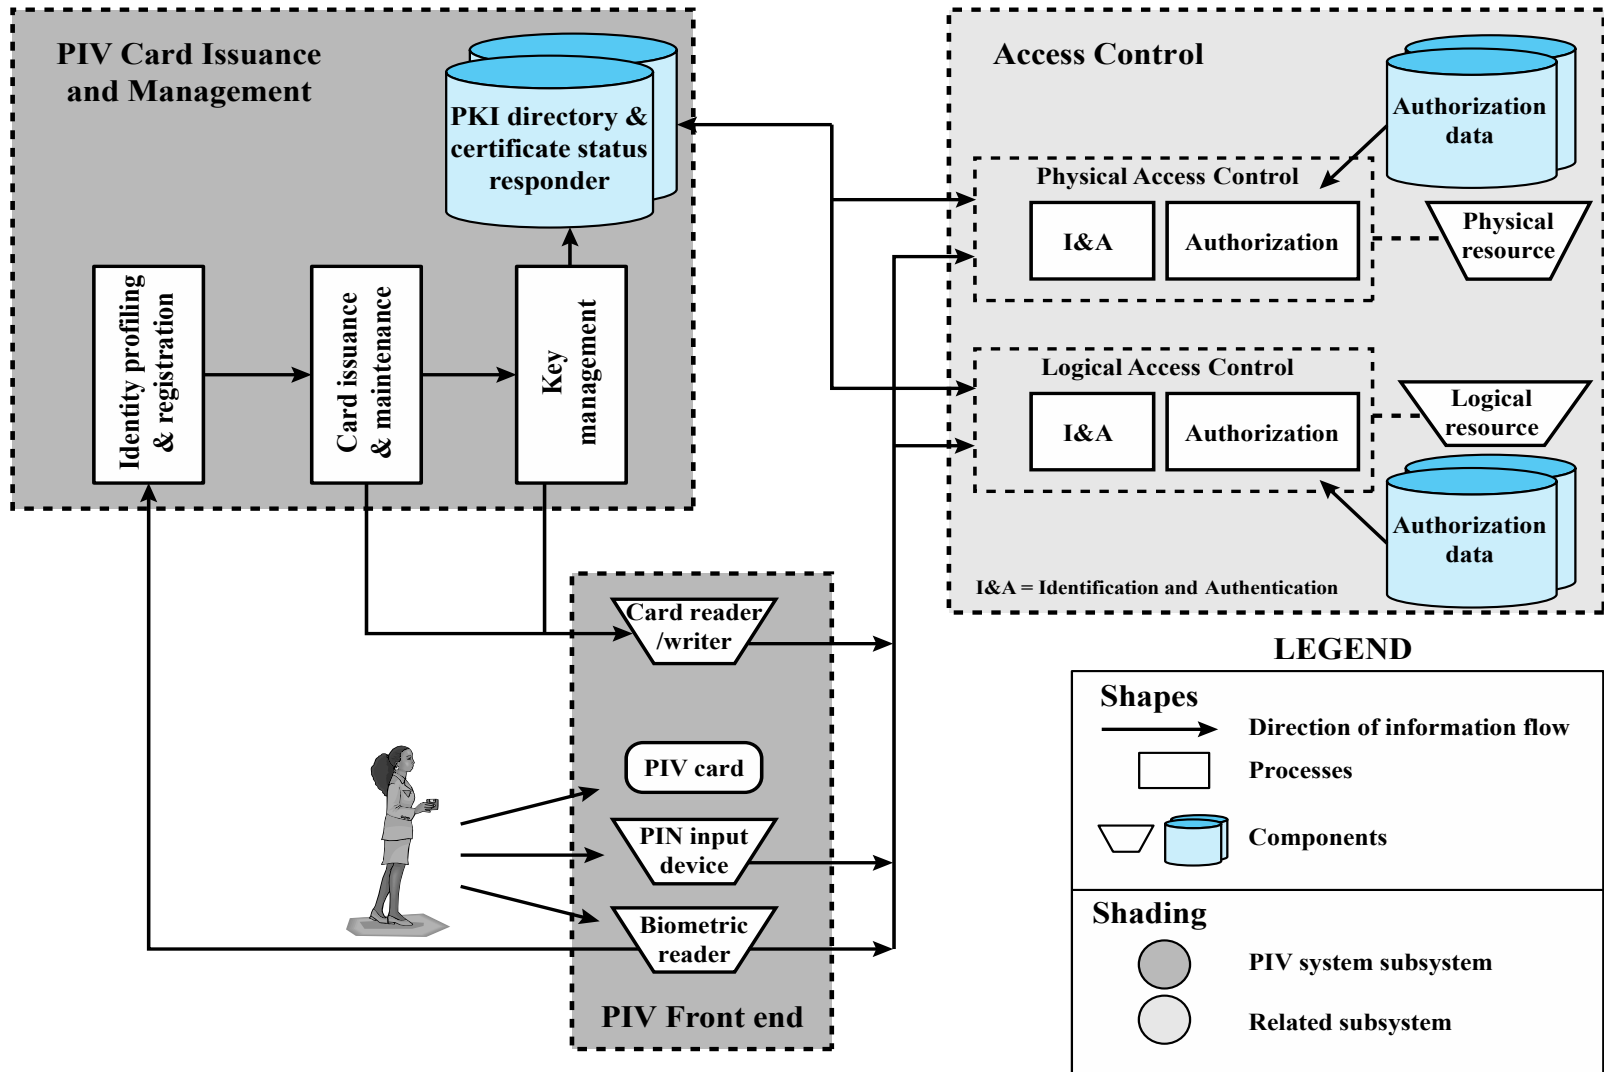 PIV Card Issuance
and Management
PKI directory &
certificate status
responder
Identity profiling
& registration
Card issuance
& maintenance
Key
management
Access Control
Authorization
data
Physical Access Control
I&A
Authorization
Physical
resource
Logical Access Control
I&A
Authorization
Logical
resource
Authorization
data
I&A = Identification and Authentication
Card reader
/writer
PIV card
PIN input
device
Biometric
reader
PIV Front end
LEGEND
Shapes
Direction of information flow
Processes
Components
Shading
PIV system subsystem
Related subsystem